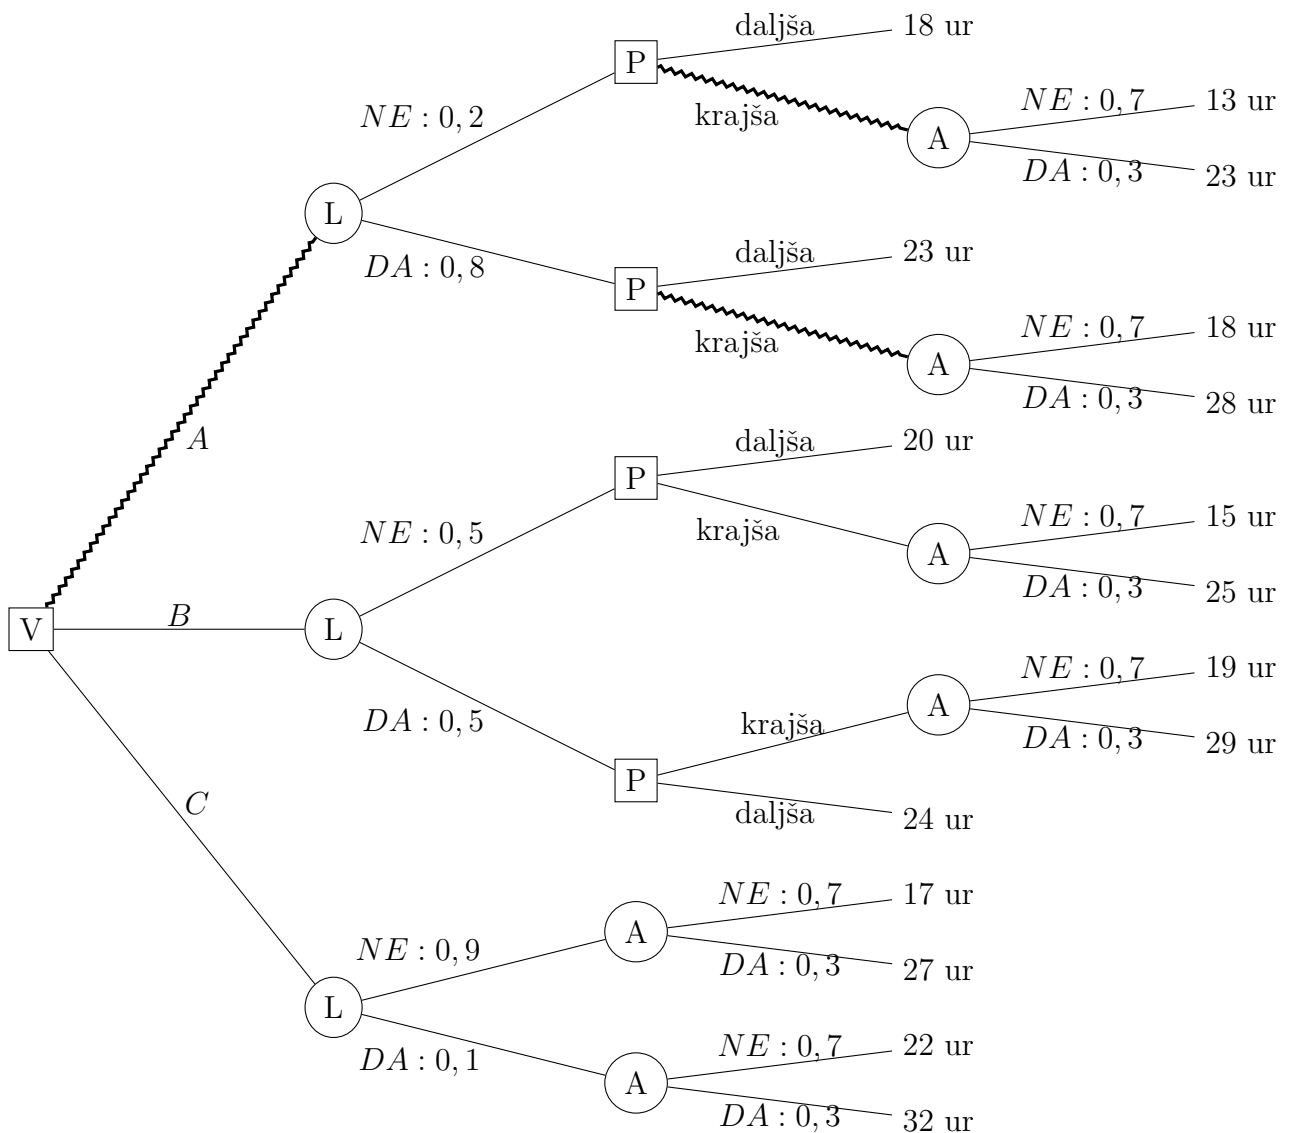 daljša 18 ur
P
NE : 0, 7 13 ur
krajša
NE : 0, 2
A
DA : 0, 3 23 ur
L
daljša 23 ur
DA : 0, 8
P
NE : 0, 7 18 ur
krajša
A
DA : 0, 3 28 ur
A
daljša 20 ur
P
NE : 0, 7 15 ur
NE : 0, 5
krajša
A
DA : 0, 3 25 ur
B
V
L
NE : 0, 7 19 ur
A
DA : 0, 5
krajša
DA : 0, 3 29 ur
P
C
daljša 24 ur
NE : 0, 7 17 ur
A
NE : 0, 9
DA : 0, 3 27 ur
L
NE : 0, 7 22 ur
DA : 0, 1
A
DA : 0, 3 32 ur